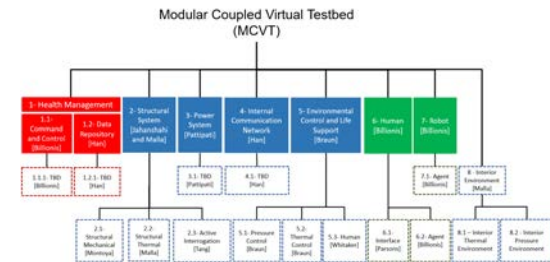 Modular Coupled Virtual Testbed
(MCVT)
1- Health Management
1.1-
Command
and Control
[Billionis]
1.2- Data
Repository
[Han]
2- Structural
System
[Jahanshahi
and Malla]
3- Power
System
[Pattipati]
4- Internal
Communication
Network
[Han]
5- Environmental
Control and Life
Support
[Braun]
6- Human
[Billionis]
7- Robot
[Billionis]
1.1.1- TBD
[Billionis]
1.2.1- TBD
[Han]
3.1- TBD
[Pattipati]
4.1- TBD
[Han]
7.1- Agent
[Billionis]
8 - Interior
Environment
[Malla]
2.1-
Structural
Mechanical
[Montoya]
2.2-
Structural
Thermal
[Malla]
2.3- Active
Interrogation
[Tang]
5.1- Pressure
Control
[Braun]
5.2-
Thermal
Control
[Braun]
5.3- Human
[Whitaker]
6.1-
Interface
[Parsons]
6.2- Agent
[Billionis]
8.1 - Interior
Thermal
Environment
8.2 - Interior
Pressure
Environment